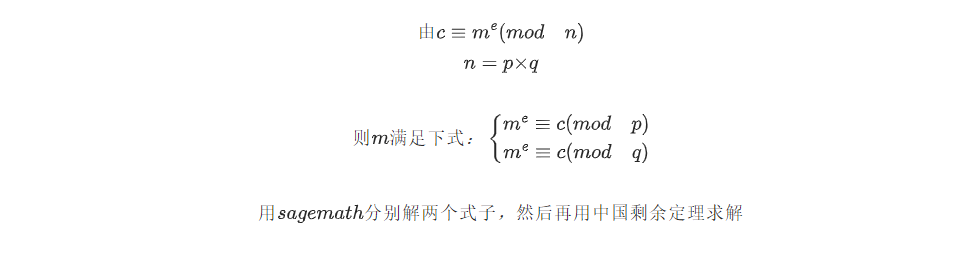 由c ≡ m^e(mod n)
n = p×q
则m满足下式： { m^e ≡ c(mod p)
m^e ≡ c(mod q)
用sagemath分别解两个式子，然后再用中国剩余定理求解